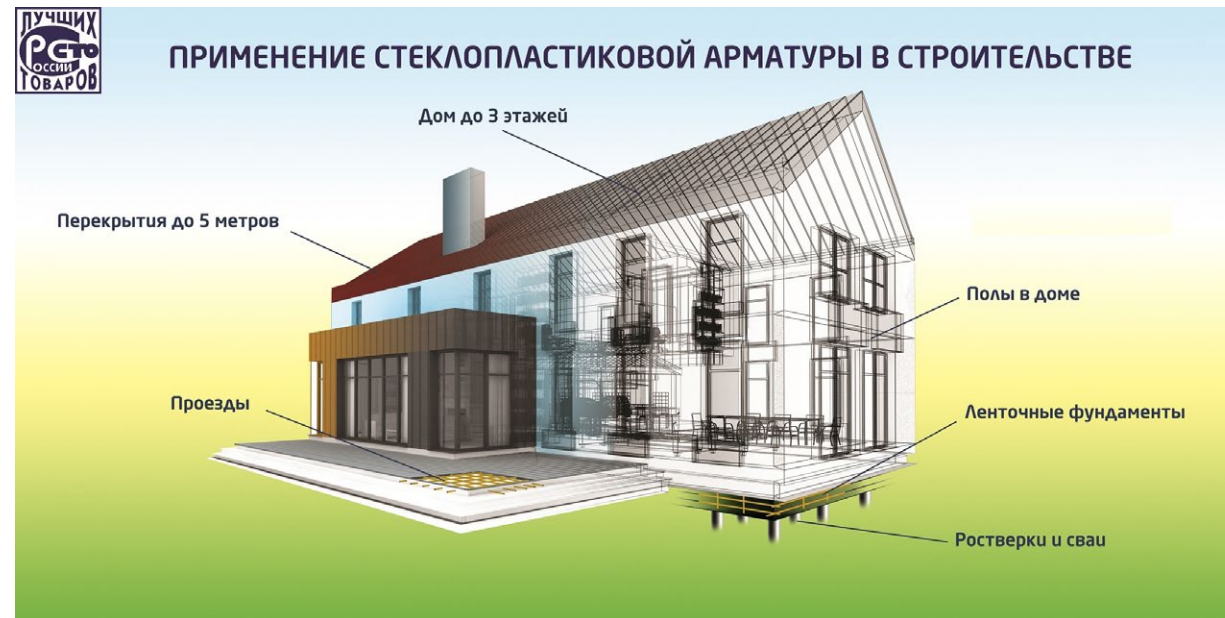 ЛУЧШИХ
СТО
РОССИИ
ТОВАРОВ
ПРИМЕНЕНИЕ СТЕКЛОПЛАСТИКОВОЙ АРМАТУРЫ В СТРОИТЕЛЬСТВЕ
Дом до 3 этажей
Перекрытия до 5 метров
Полы в доме
Проезды
Ленточные фундаменты
Ростверки и сваи